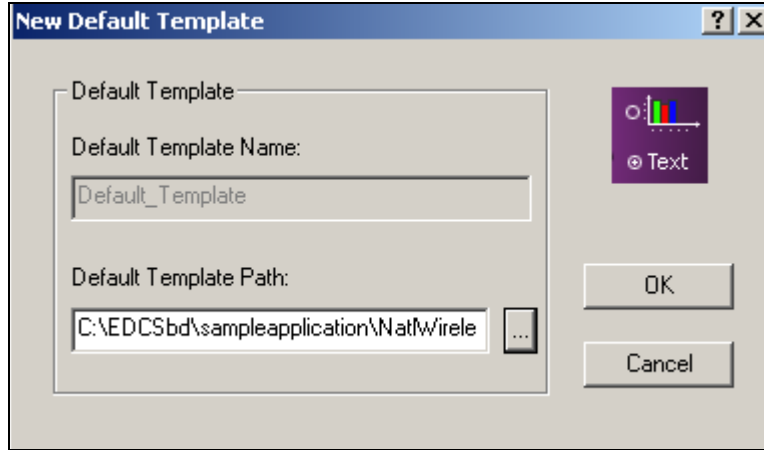 New Default Template
Default Template
Default Template Name:
Default_Template
Default Template Path:
C:\EDCSbd\sampleapplication\NatlWirele
...
Text
OK
Cancel